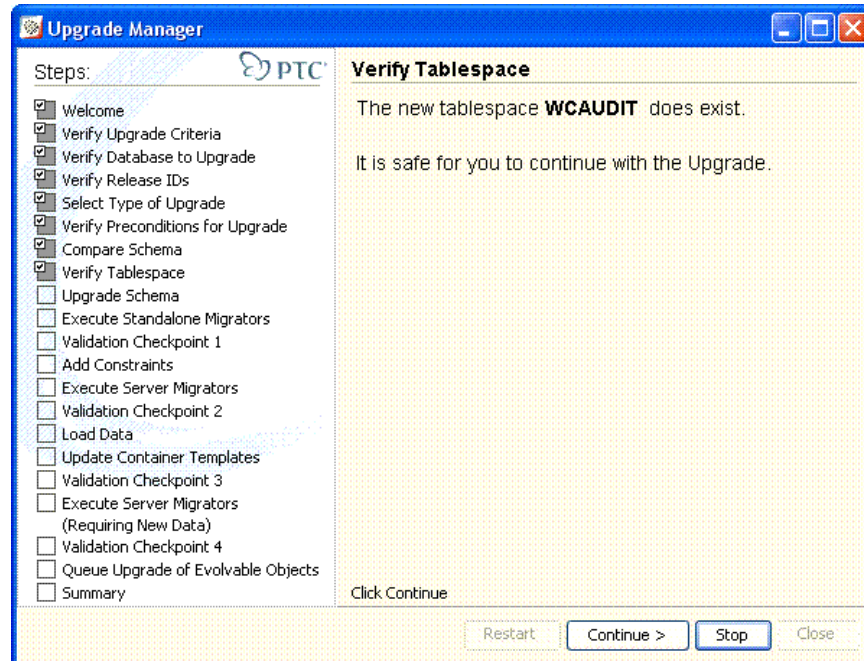 Upgrade Manager
Steps:
PTC
Welcome
Verify Upgrade Criteria
Verify Database to Upgrade
Verify Release IDs
Select Type of Upgrade
Verify Preconditions for Upgrade
Compare Schema
Verify Tablespace
Upgrade Schema
Execute Standalone Migrators
Validation Checkpoint 1
Add Constraints
Execute Server Migrators
Validation Checkpoint 2
Load Data
Update Container Templates
Validation Checkpoint 3
Execute Server Migrators
(Requiring New Data)
Validation Checkpoint 4
Queue Upgrade of Evolvable Objects
Summary
Verify Tablespace
The new tablespace WCAUDIT does exist.
It is safe for you to continue with the Upgrade.
Click Continue
Restart
Continue >
Stop
Close